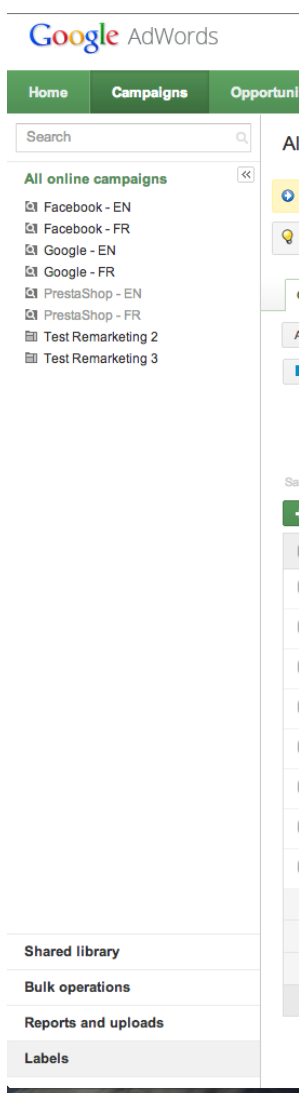 Google AdWords
Home Campaigns
Search
All online campaigns
Facebook - EN
Facebook - FR
Google - EN
Google - FR
PrestaShop - EN
PrestaShop - FR
Test Remarketing 2
Test Remarketing 3
Shared library
Bulk operations
Reports and uploads
Labels